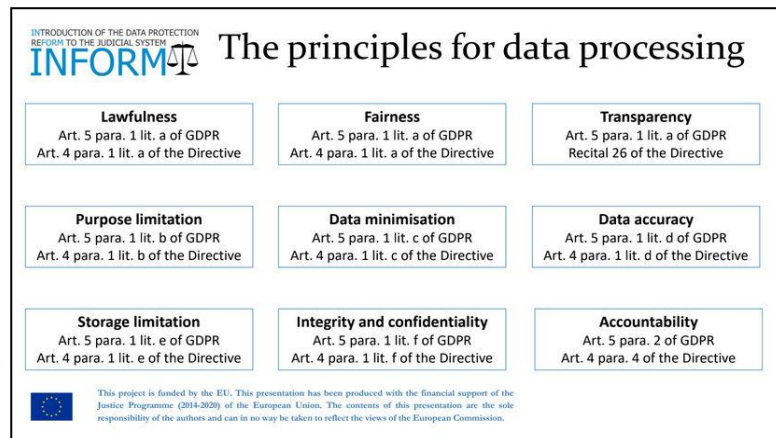 INTRODUCTION OF THE DATA PROTECTION
REFORM TO THE JUDICIAL SYSTEM
INFORM
The principles for data processing
Lawfulness
Art. 5 para. 1 lit. a of GDPR
Art. 4 para. 1 lit. a of the Directive
Fairness
Art. 5 para. 1 lit. a of GDPR
Art. 4 para. 1 lit. a of the Directive
Transparency
Art. 5 para. 1 lit. a of GDPR
Recital 26 of the Directive
Purpose limitation
Art. 5 para. 1 lit. b of GDPR
Art. 4 para. 1 lit. b of the Directive
Data minimisation
Art. 5 para. 1 lit. c of GDPR
Art. 4 para. 1 lit. c of the Directive
Data accuracy
Art. 5 para. 1 lit. d of GDPR
Art. 4 para. 1 lit. d of the Directive
Storage limitation
Art. 5 para. 1 lit. e of GDPR
Art. 4 para. 1 lit. e of the Directive
Integrity and confidentiality
Art. 5 para. 1 lit. f of GDPR
Art. 4 para. 1 lit. f of the Directive
Accountability
Art. 5 para. 2 of GDPR
Art. 4 para. 4 of the Directive
This project is funded by the EU. This presentation has been produced with the financial support of the
Justice Programme (2014-2020) of the European Union. The contents of this presentation are the sole
responsibility of the authors and can in no way be taken to reflect the views of the European Commission.